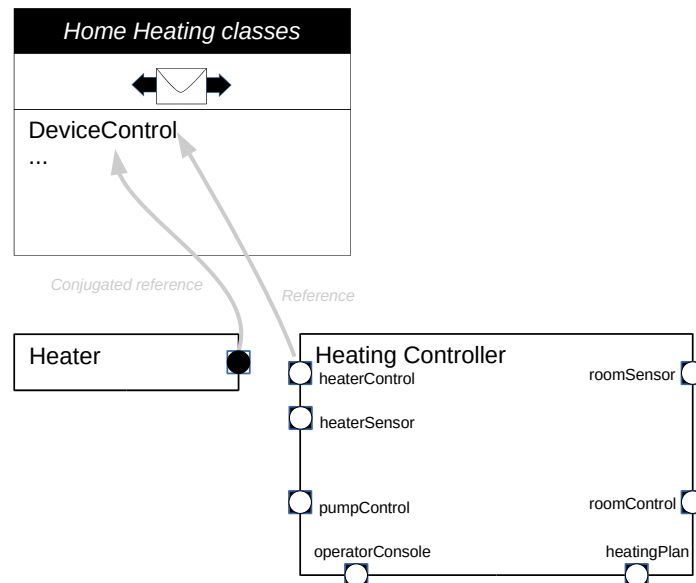 Home Heating classes
DeviceControl
...
Conjugated reference
Reference
Heater
Heating Controller
heaterControl
roomSensor
heaterSensor
pumpControl
roomControl
operatorConsole
heatingPlan